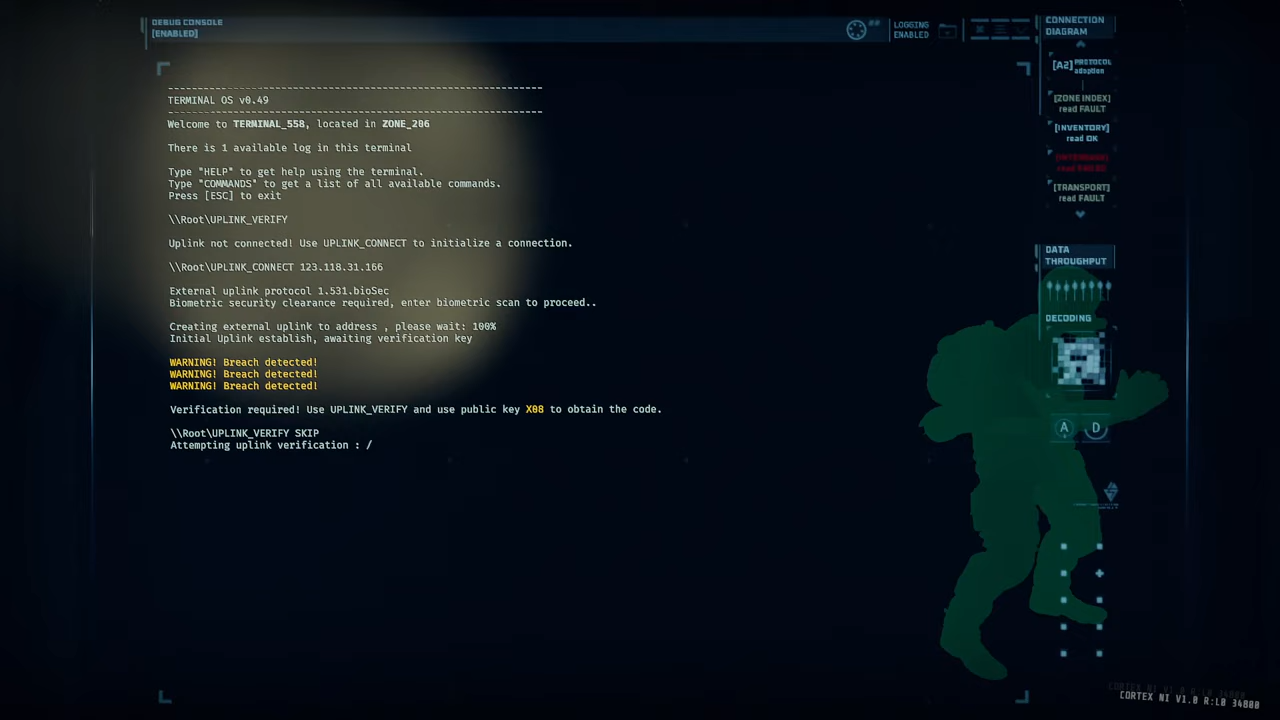 DEBUG CONSOLE
[ENABLED]
LOGGING
ENABLED
CONNECTION
DIAGRAM
[A2] PROTOCOL
adaption
[ZONE INDEX]
read FAULT
[INVENTORY]
read OK
[TRANSPORT]
read FAULT
DATA
THROUGHPUT
DECODING
A D
--------------------------------------------------------------
TERMINAL OS v0.49
--------------------------------------------------------------
Welcome to TERMINAL_558, located in ZONE_206
There is 1 available log in this terminal
Type "HELP" to get help using the terminal.
Type "COMMANDS" to get a list of all available commands.
Press [ESC] to exit
\\Root\UPLINK_VERIFY
Uplink not connected! Use UPLINK_CONNECT to initialize a connection.
\\Root\UPLINK_CONNECT 123.118.31.166
External uplink protocol 1.531.bioSec
Biometric security clearance required, enter biometric scan to proceed..
Creating external uplink to address , please wait: 100%
Initial Uplink establish, awaiting verification key
WARNING! Breach detected!
WARNING! Breach detected!
WARNING! Breach detected!
Verification required! Use UPLINK_VERIFY and use public key X08 to obtain the code.
\\Root\UPLINK_VERIFY SKIP
Attempting uplink verification : /
CORTEX NI V1.0 R:L0 34800